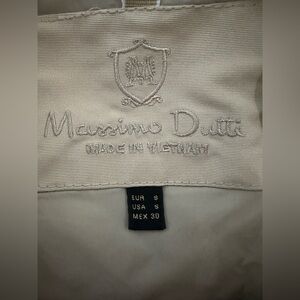 Massimo Dutti
MADE IN VIETNAM
EUR S
USA S
MEX 30